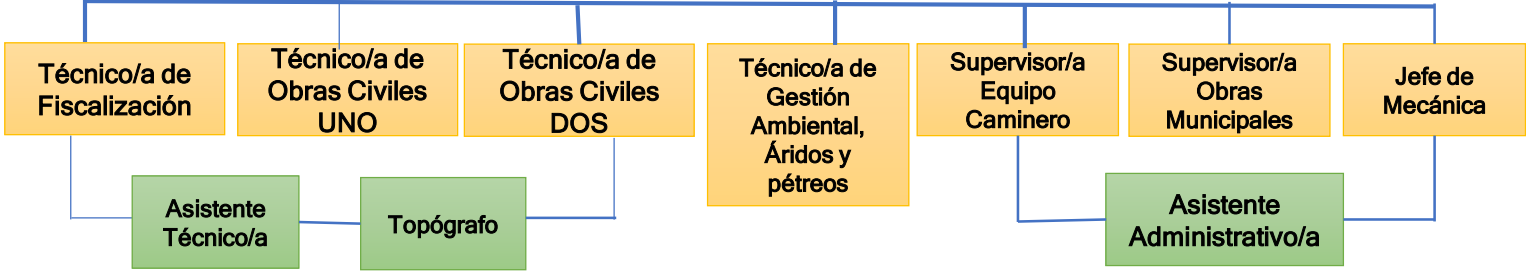 Técnico/a de
Fiscalización
Técnico/a de
Obras Civiles
UNO
Técnico/a de
Obras Civiles
DOS
Técnico/a de
Gestión
Ambiental,
Áridos y
pétreos
Supervisor/a
Equipo
Caminero
Supervisor/a
Obras
Municipales
Jefe de
Mecánica
Asistente
Técnico/a
Topógrafo
Asistente
Administrativo/a